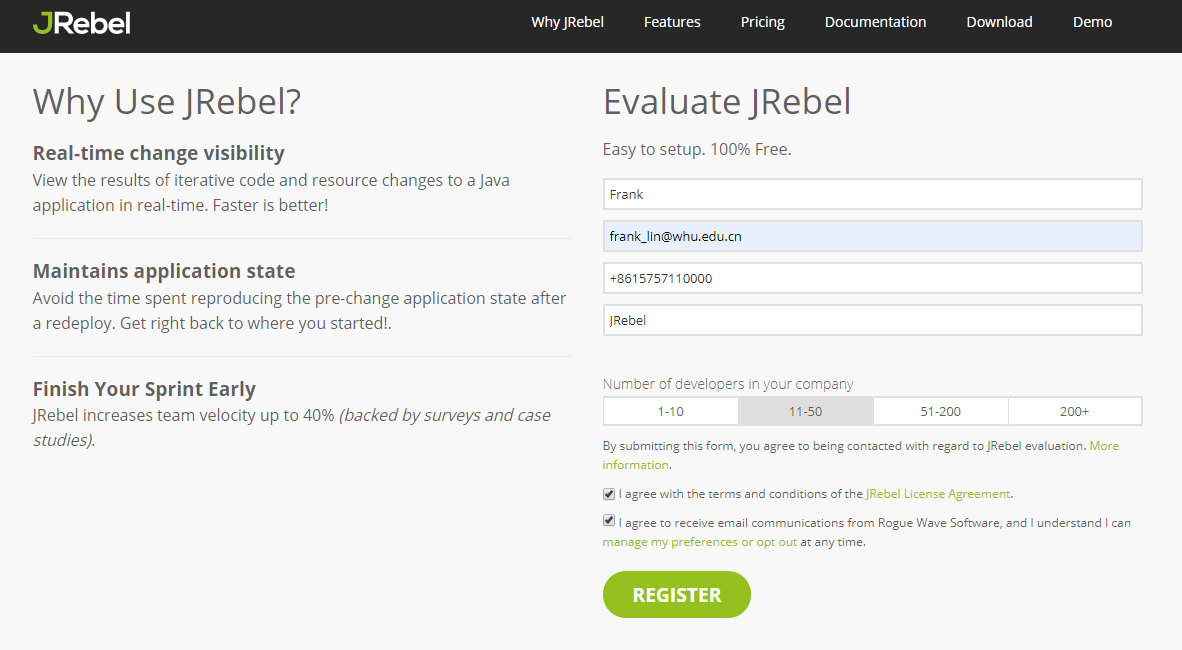 JRebel
Why JRebel
Features
Pricing
Documentation
Download
Demo
Why Use JRebel?
Real-time change visibility
View the results of iterative code and resource changes to a Java
application in real-time. Faster is better!
Maintains application state
Avoid the time spent reproducing the pre-change application state after
a redeploy. Get right back to where you started!.
Finish Your Sprint Early
JRebel increases team velocity up to 40% (backed by surveys and case
studies).
Evaluate JRebel
Easy to setup. 100% Free.
Frank
frank_lin@whu.edu.cn
+8615757110000
JRebel
Number of developers in your company
1-10
11-50
51-200
200+
By submitting this form, you agree to being contacted with regard to JRebel evaluation. More
information.
I agree with the terms and conditions of the JRebel License Agreement.
I agree to receive email communications from Rogue Wave Software, and I understand I can
manage my preferences or opt out at any time.
REGISTER